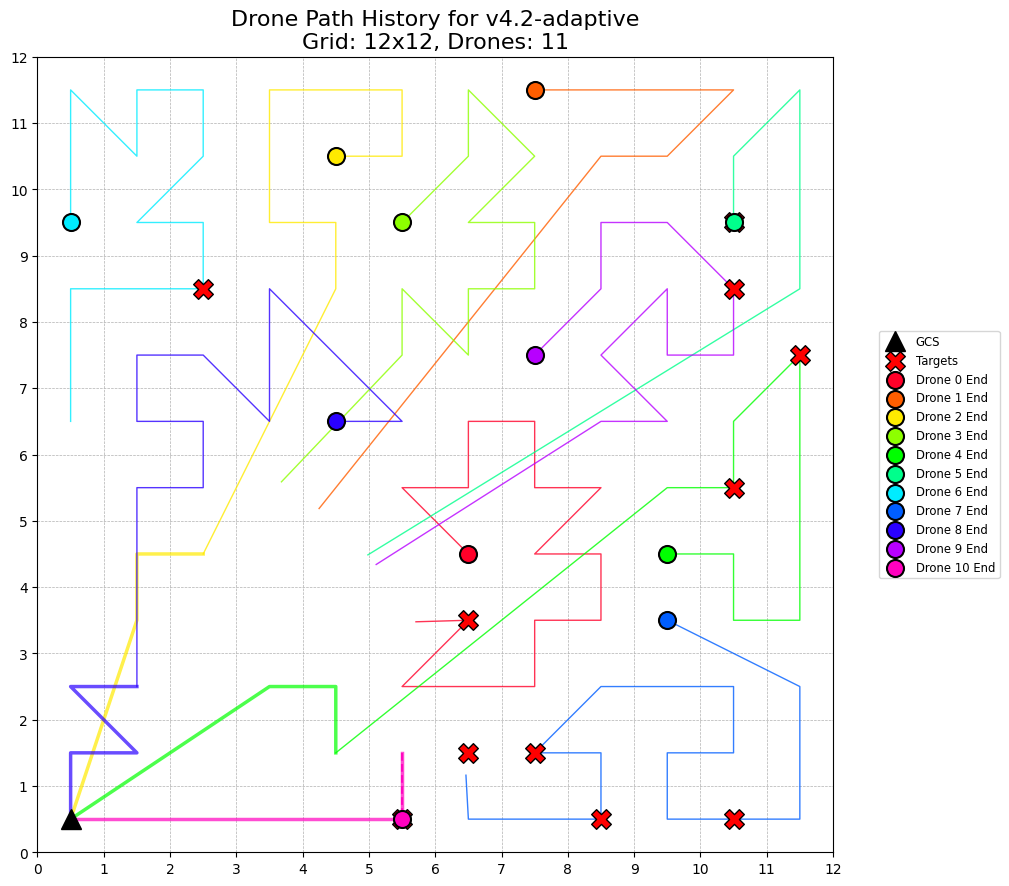 Drone Path History for v4.2-adaptive
Grid: 12x12, Drones: 11
12
11
10
9
8
7
6
5
4
3
2
1
0
0 1 2 3 4 5 6 7 8 9 10 11 12
GCS
Targets
Drone 0 End
Drone 1 End
Drone 2 End
Drone 3 End
Drone 4 End
Drone 5 End
Drone 6 End
Drone 7 End
Drone 8 End
Drone 9 End
Drone 10 End